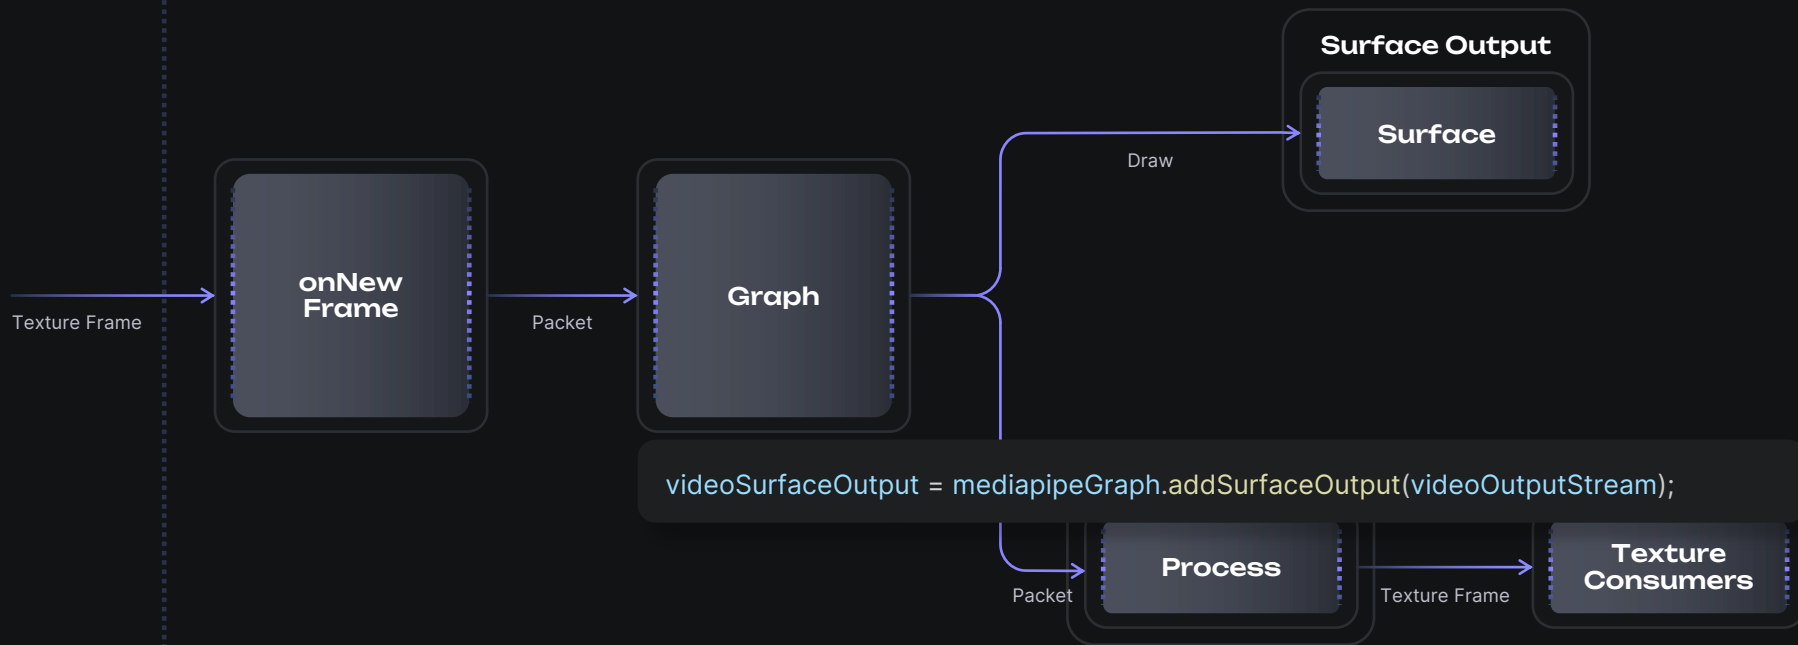 Surface Output
Surface
Draw
onNew
Frame
Graph
Texture Frame
Packet
videoSurfaceOutput = mediapipeGraph.addSurfaceOutput(videoOutputStream);
Process
Texture
Consumers
Packet
Texture Frame